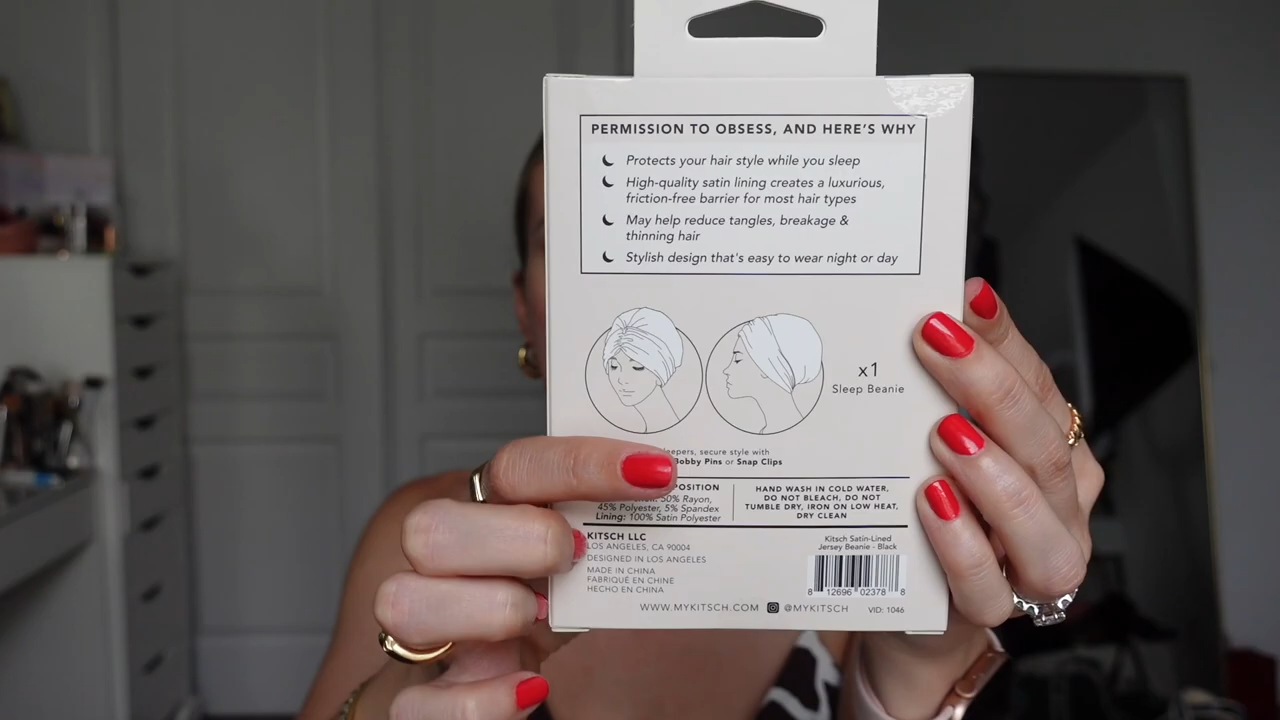 PERMISSION TO OBSESS, AND HERE'S WHY
Protects your hair style while you sleep
High-quality satin lining creates a luxurious,
friction-free barrier for most hair types
May help reduce tangles, breakage &
thinning hair
Stylish design that's easy to wear night or day
x1
Sleep Beanie
secure style with
Bobby Pins or Snap Clips
50% Rayon,
45% Polyester, 5% Spandex
Lining: 100% Satin Polyester
HAND WASH IN COLD WATER,
DO NOT BLEACH, DO NOT
TUMBLE DRY, IRON ON LOW HEAT,
DRY CLEAN
KITSCH LLC
LOS ANGELES, CA 90004
DESIGNED IN LOS ANGELES
MADE IN CHINA
FABRIQUÉ EN CHINE
HECHO EN CHINA
Kitsch Satin-Lined
Jersey Beanie - Black
8 12696 02378 8
WWW.MYKITSCH.COM @MYKITSCH VID: 1046